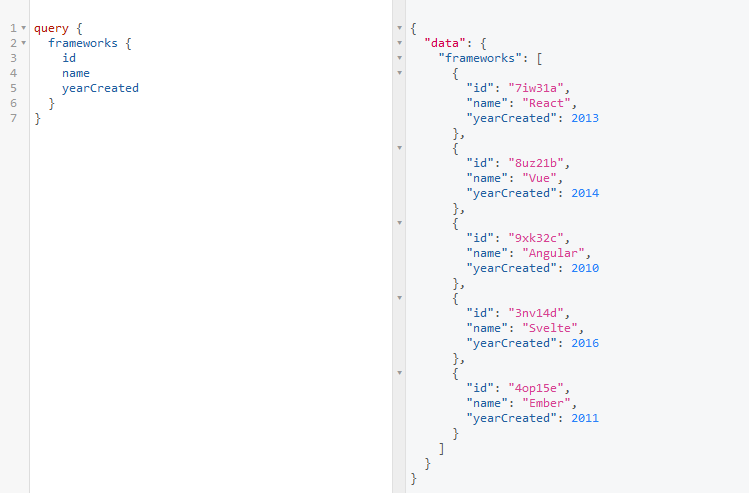 1 query {
2   frameworks {
3     id
4     name
5     yearCreated
6   }
7 }
{
  "data": {
    "frameworks": [
      {
        "id": "7iw31a",
        "name": "React",
        "yearCreated": 2013
      },
      {
        "id": "8uz21b",
        "name": "Vue",
        "yearCreated": 2014
      },
      {
        "id": "9xk32c",
        "name": "Angular",
        "yearCreated": 2010
      },
      {
        "id": "3nv14d",
        "name": "Svelte",
        "yearCreated": 2016
      },
      {
        "id": "4op15e",
        "name": "Ember",
        "yearCreated": 2011
      }
    ]
  }
}